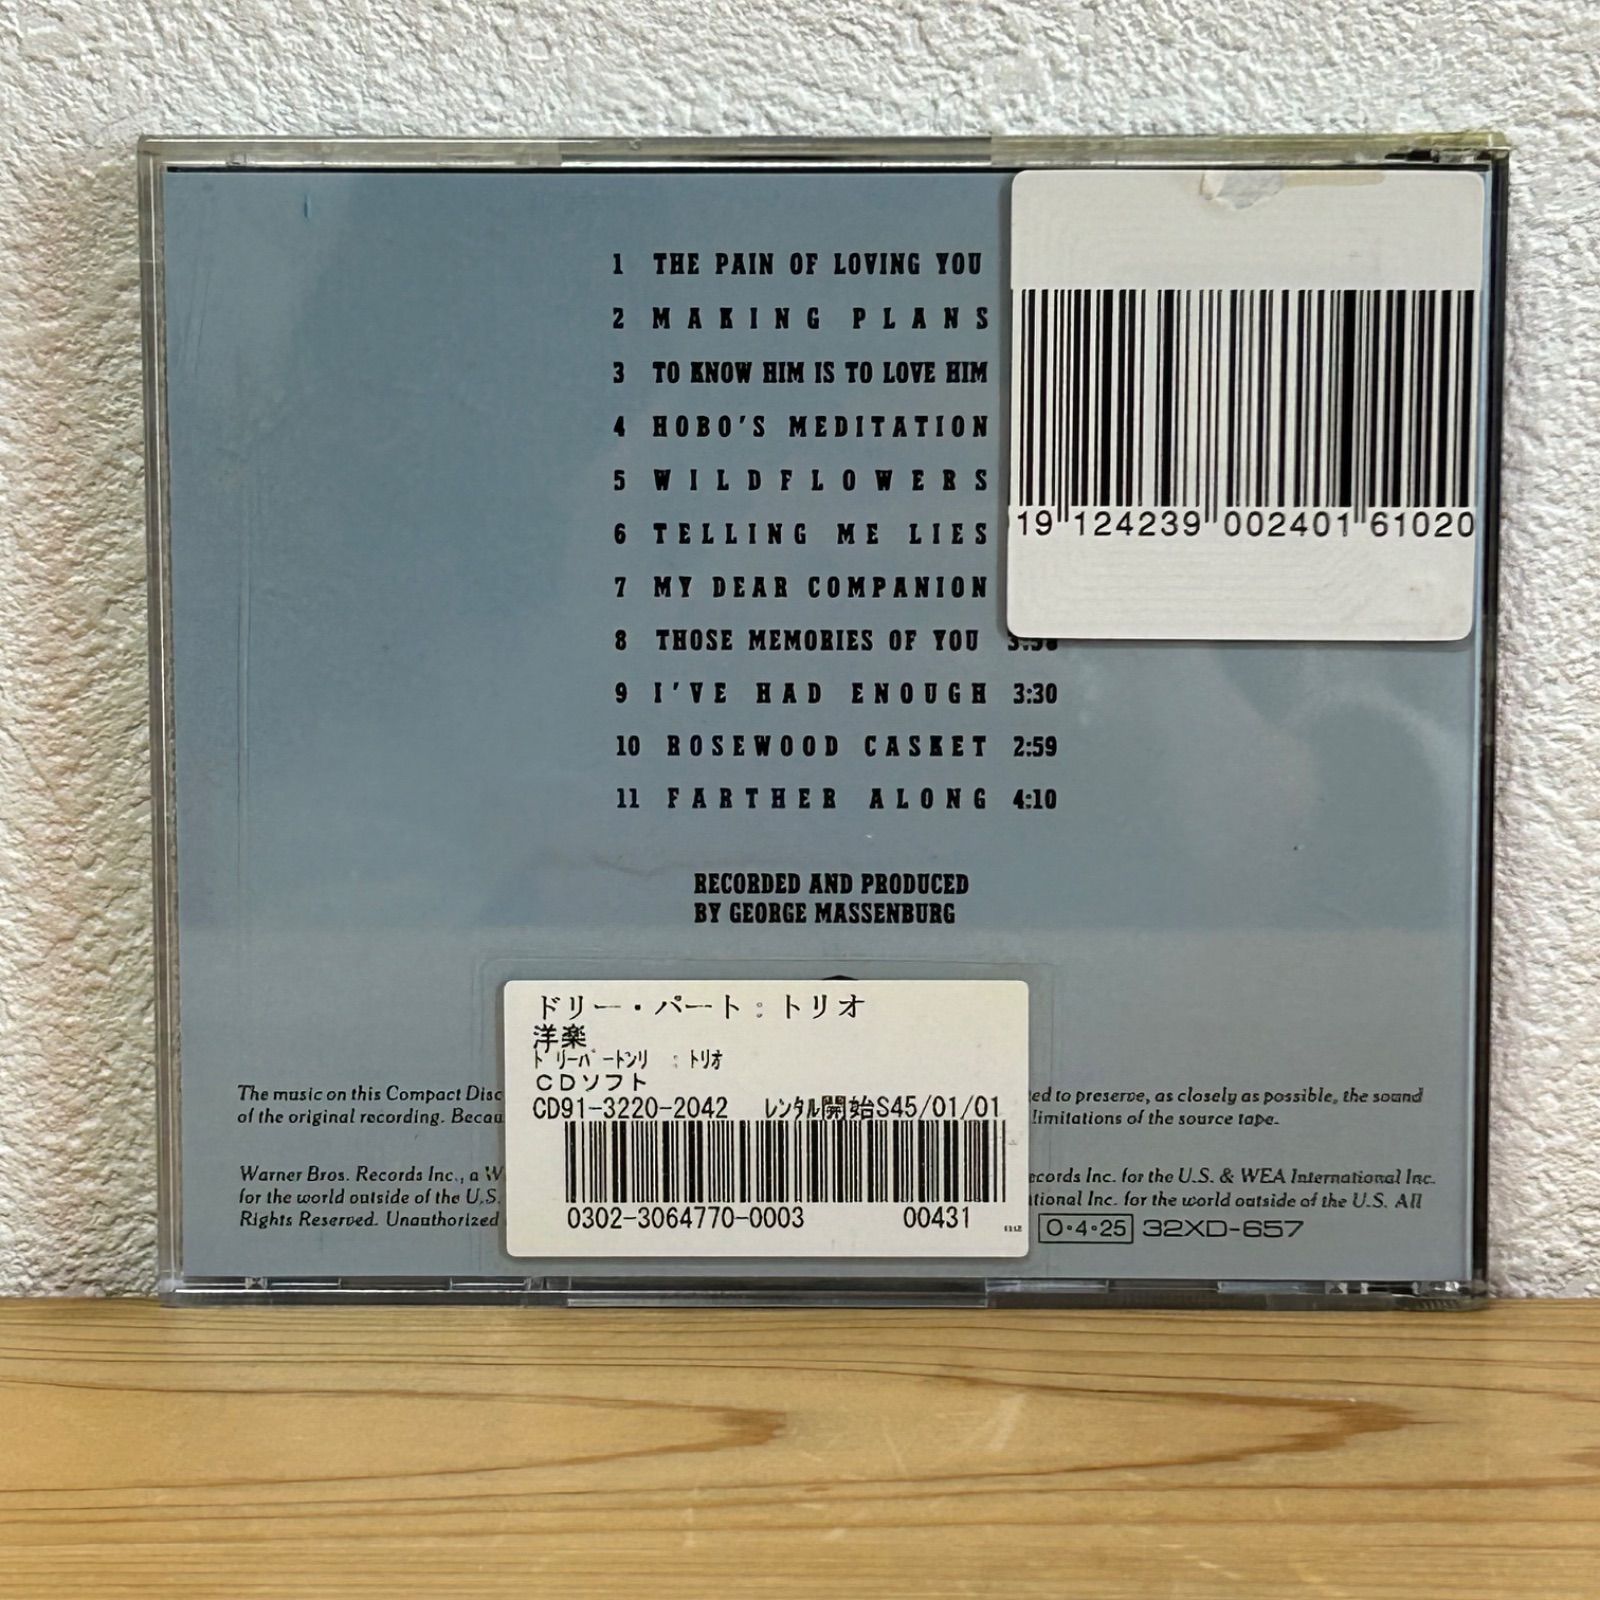 1 THE PAIN OF LOVING YOU
2 MAKING PLANS
3 TO KNOW HIM IS TO LOVE HIM
4 HOBO'S MEDITATION
5 WILDFLOWERS
6 TELLING ME LIES
7 MY DEAR COMPANION
8 THOSE MEMORIES OF YOU
9 I'VE HAD ENOUGH 3:30
10 ROSEWOOD CASKET 2:59
11 FARTHER ALONG 4:10
19 124239 002401 61020
RECORDED AND PRODUCED
BY GEORGE MASSENBURG
ドリー・パート:トリオ
洋楽
ドリーパートンリ :トリオ
CDソフト
CD91-3220-2042 レンタル開始S45/01/01
0302-3064770-0003 00431
The music on this Compact Disc ed to preserve, as closely as possible, the sound
of the original recording. Becau limitations of the source tape.
Warner Bros. Records Inc., a W cords Inc. for the U.S. & WEA International Inc.
for the world outside of the U.S. tional Inc. for the world outside of the U.S. All
Rights Reserved. Unauthorized O・4・25 32XD-657